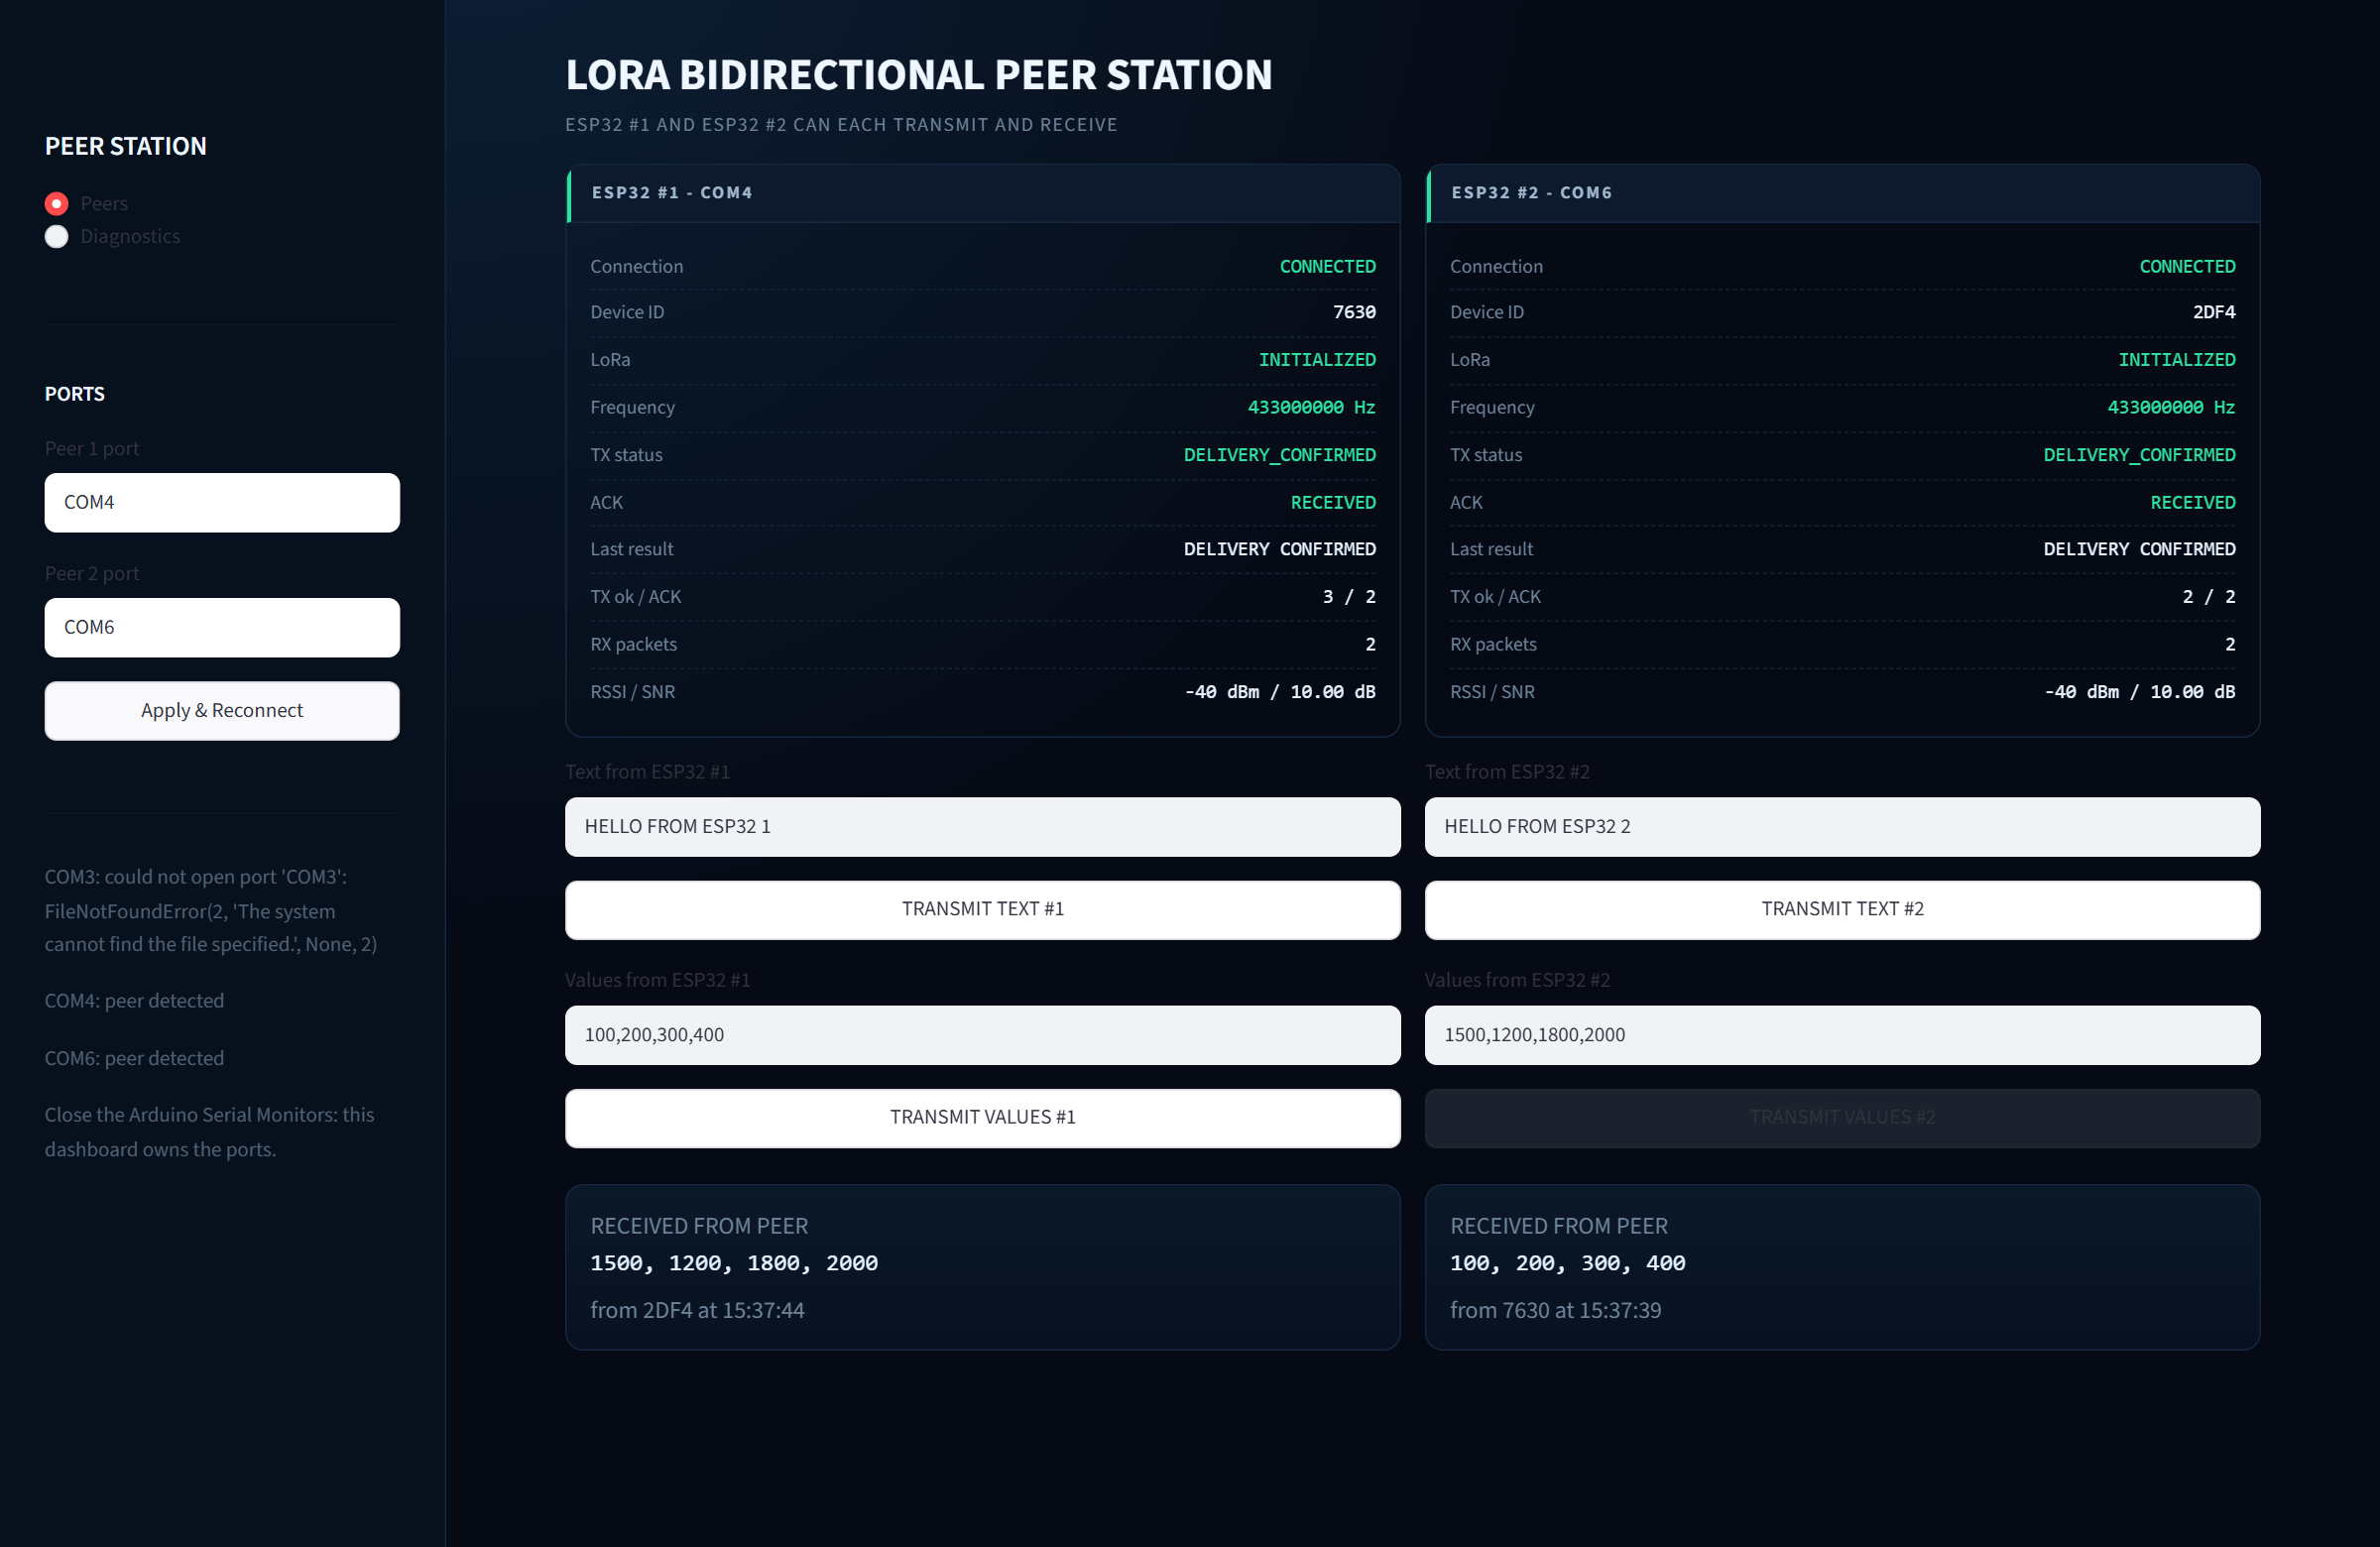 PEER STATION
Peers
Diagnostics
PORTS
Peer 1 port
COM4
Peer 2 port
COM6
Apply & Reconnect
COM3: could not open port 'COM3':
FileNotFoundError(2, 'The system
cannot find the file specified.', None, 2)
COM4: peer detected
COM6: peer detected
Close the Arduino Serial Monitors: this
dashboard owns the ports.
LORA BIDIRECTIONAL PEER STATION
ESP32 #1 AND ESP32 #2 CAN EACH TRANSMIT AND RECEIVE
ESP32 #1 - COM4
Connection CONNECTED
Device ID 7630
LoRa INITIALIZED
Frequency 433000000 Hz
TX status DELIVERY_CONFIRMED
ACK RECEIVED
Last result DELIVERY CONFIRMED
TX ok / ACK 3 / 2
RX packets 2
RSSI / SNR -40 dBm / 10.00 dB
Text from ESP32 #1
HELLO FROM ESP32 1
TRANSMIT TEXT #1
Values from ESP32 #1
100,200,300,400
TRANSMIT VALUES #1
RECEIVED FROM PEER
1500, 1200, 1800, 2000
from 2DF4 at 15:37:44
ESP32 #2 - COM6
Connection CONNECTED
Device ID 2DF4
LoRa INITIALIZED
Frequency 433000000 Hz
TX status DELIVERY_CONFIRMED
ACK RECEIVED
Last result DELIVERY CONFIRMED
TX ok / ACK 2 / 2
RX packets 2
RSSI / SNR -40 dBm / 10.00 dB
Text from ESP32 #2
HELLO FROM ESP32 2
TRANSMIT TEXT #2
Values from ESP32 #2
1500,1200,1800,2000
TRANSMIT VALUES #2
RECEIVED FROM PEER
100, 200, 300, 400
from 7630 at 15:37:39